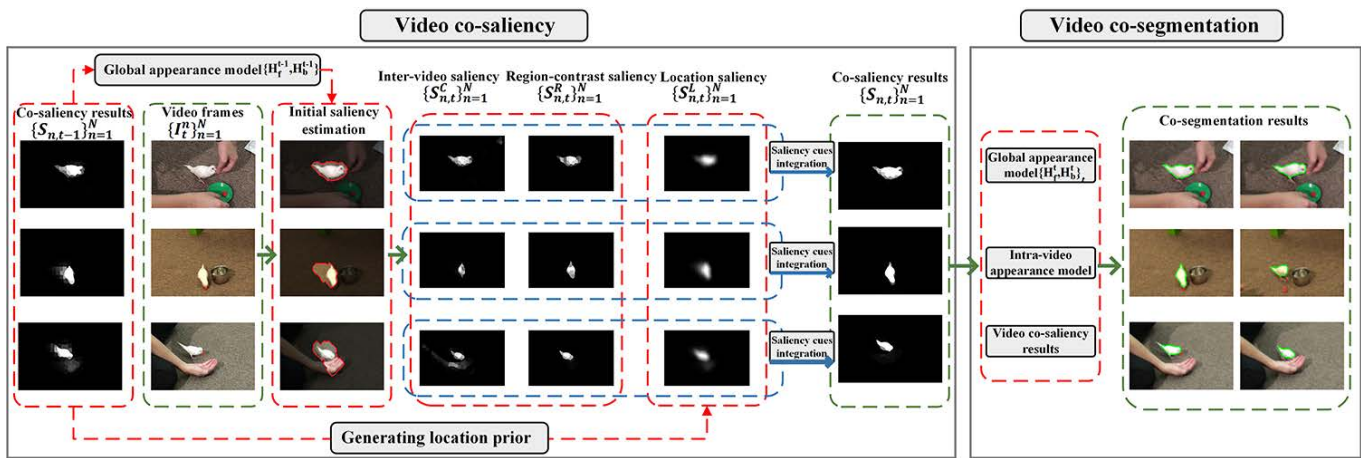 Video co-saliency
Video co-segmentation
Global appearance model{H_f^{t-1},H_b^{t-1}}
Co-saliency results
{S_{n,t-1}}_{n=1}^N
Video frames
{I_t^n}_{n=1}^N
Initial saliency
estimation
Inter-video saliency
{S_{n,t}^C}_{n=1}^N
Region-contrast saliency
{S_{n,t}^R}_{n=1}^N
Location saliency
{S_{n,t}^L}_{n=1}^N
Co-saliency results
{S_{n,t}}_{n=1}^N
Saliency cues
integration
Saliency cues
integration
Saliency cues
integration
Generating location prior
Global appearance
model{H_f^t,H_b^t},
Intra-video
appearance model
Video co-saliency
results
Co-segmentation results